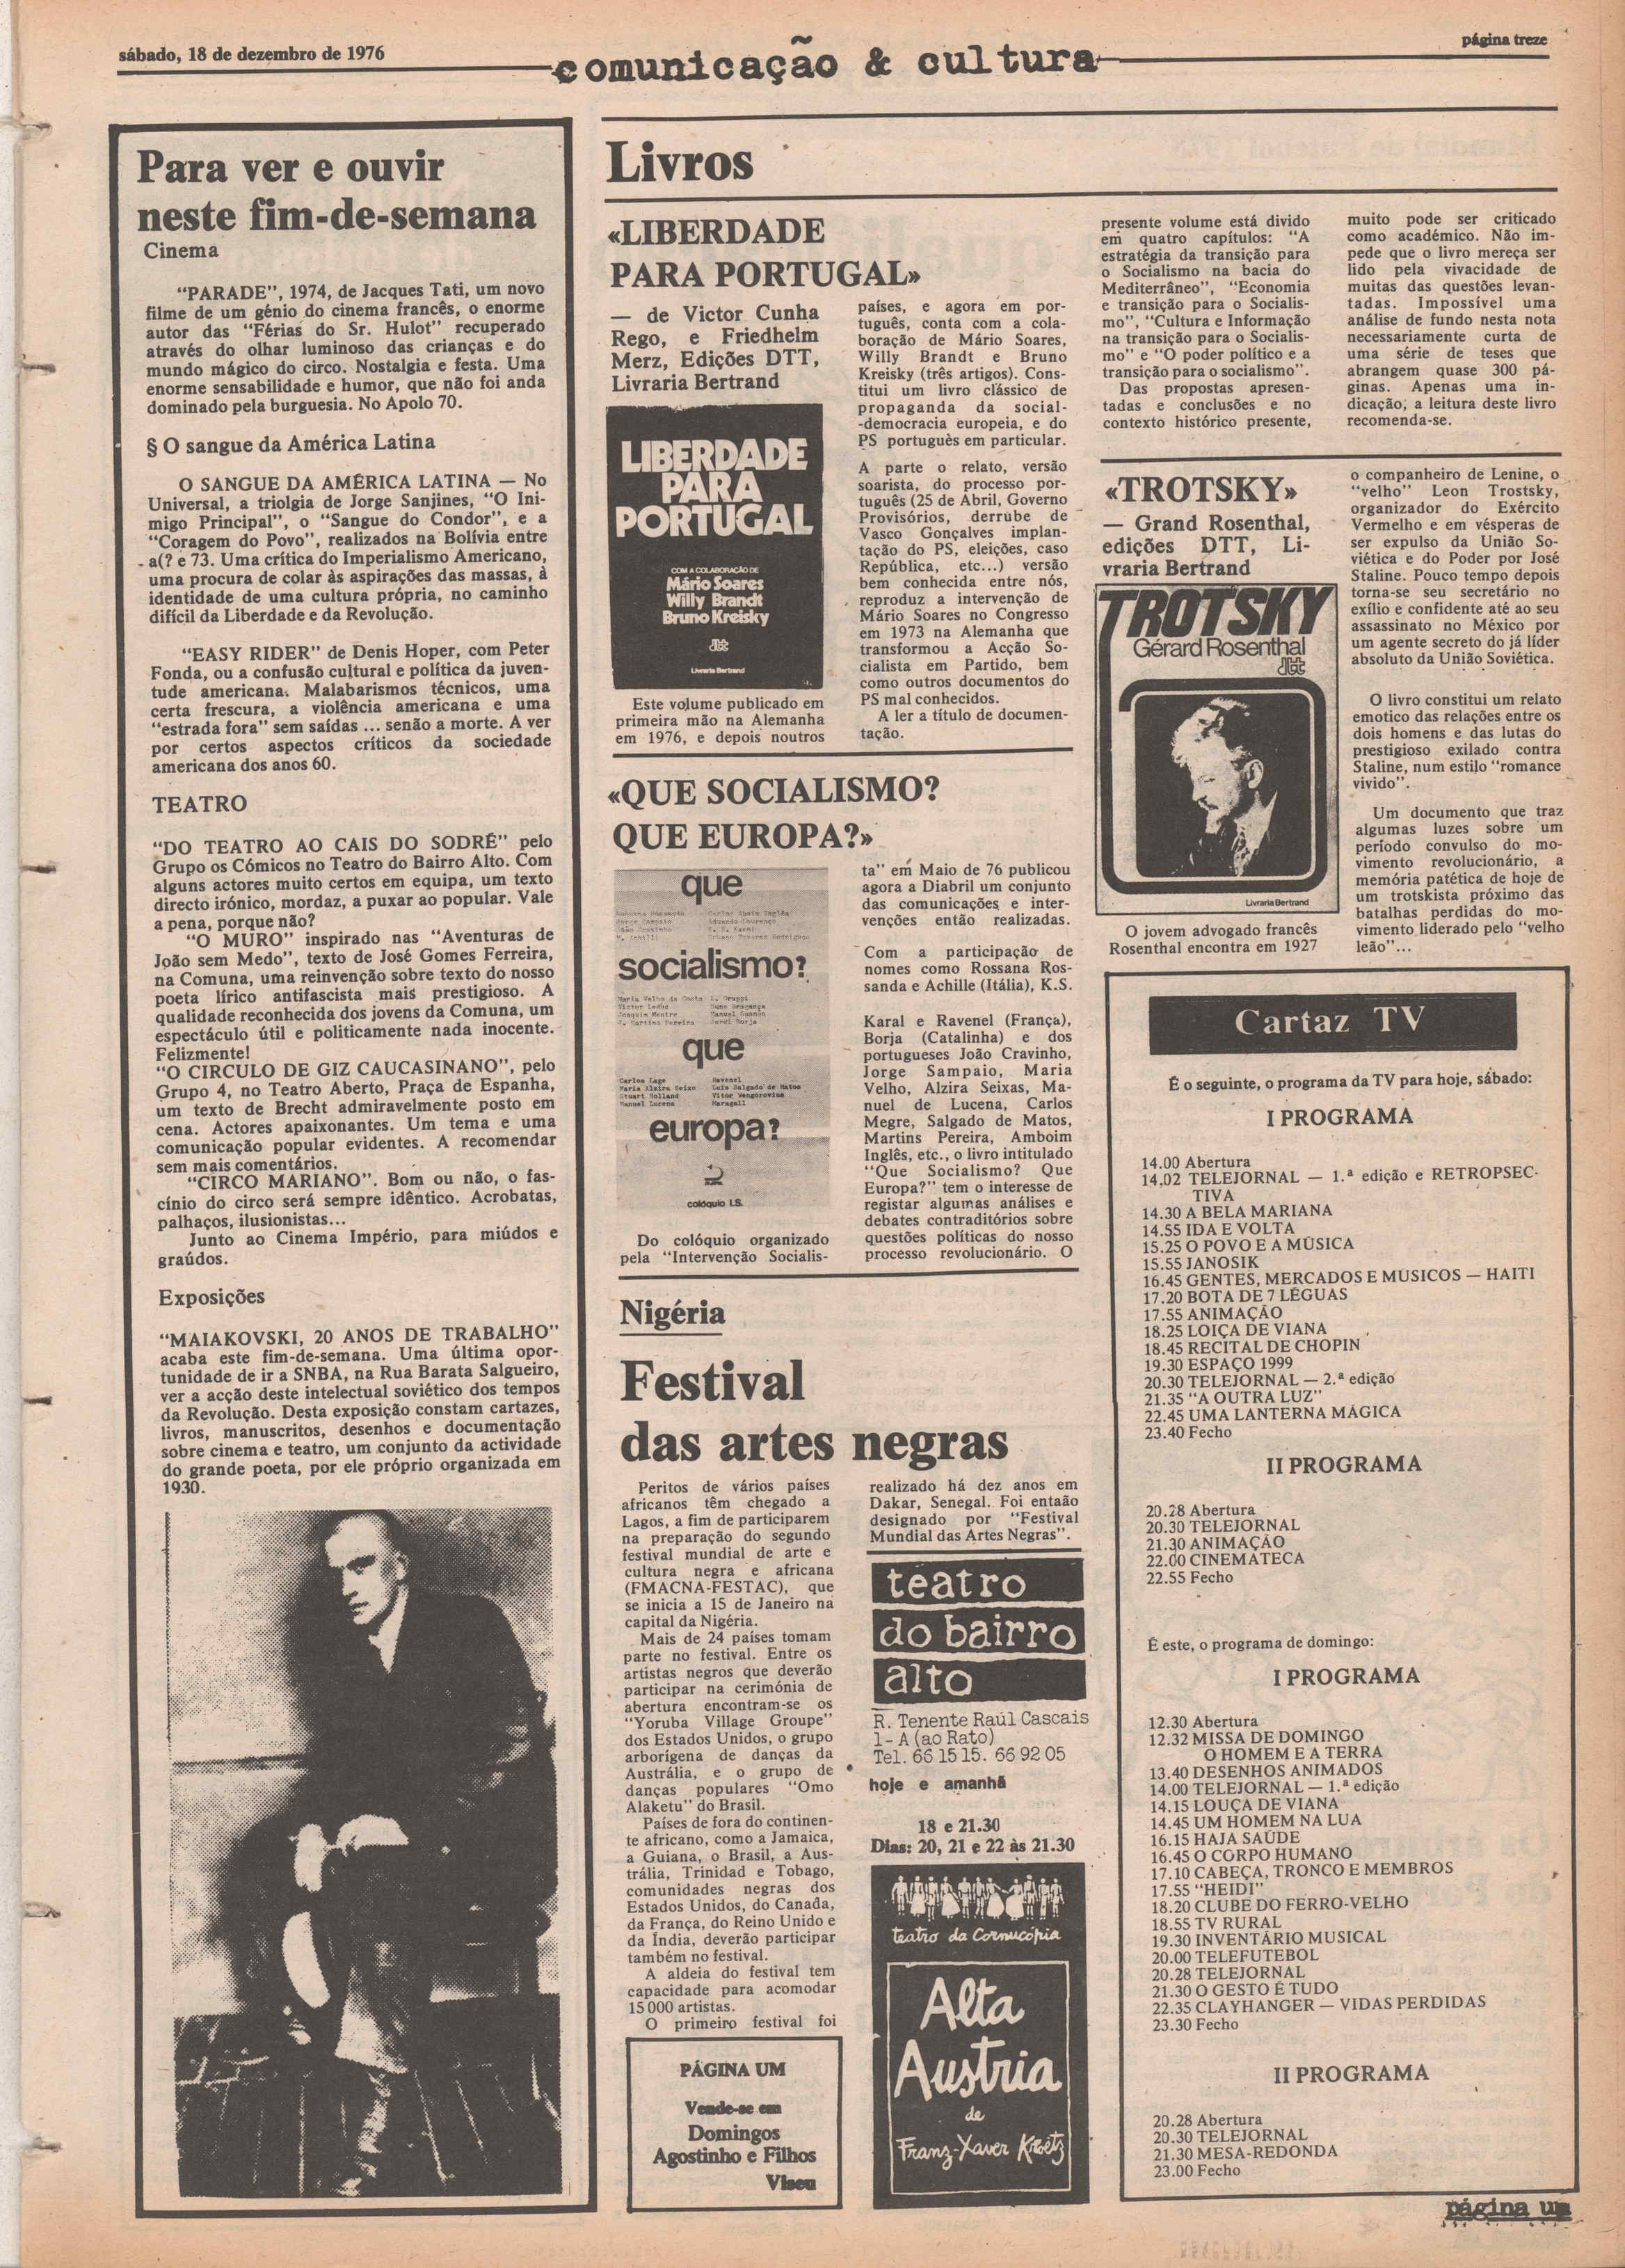 sábado, 18 de dezembro de 1976
comunicação & cultura
página treze
Para ver e ouvir
neste fim-de-semana
Cinema
"PARADE", 1974, de Jacques Tati, um novo
filme de um génio do cinema francês, o enorme
autor das "Férias do Sr. Hulot" recuperado
através do olhar luminoso das crianças e do
mundo mágico do circo. Nostalgia e festa. Uma
enorme sensabilidade e humor, que não foi anda
dominado pela burguesia. No Apolo 70.
§ O sangue da América Latina
O SANGUE DA AMÉRICA LATINA — No
Universal, a triolgia de Jorge Sanjines, "O Ini-
migo Principal", o "Sangue do Condor", e a
"Coragem do Povo", realizados na Bolívia entre
a(? e 73. Uma crítica do Imperialismo Americano,
uma procura de colar às aspirações das massas, à
identidade de uma cultura própria, no caminho
difícil da Liberdade e da Revolução.
"EASY RIDER" de Denis Hoper, com Peter
Fonda, ou a confusão cultural e política da juven-
tude americana. Malabarismos técnicos, uma
certa frescura, a violência americana e uma
"estrada fora" sem saídas ... senão a morte. A ver
por certos aspectos críticos da sociedade
americana dos anos 60.
TEATRO
"DO TEATRO AO CAIS DO SODRÉ" pelo
Grupo os Cómicos no Teatro do Bairro Alto. Com
alguns actores muito certos em equipa, um texto
directo irónico, mordaz, a puxar ao popular. Vale
a pena, porque não?
"O MURO" inspirado nas "Aventuras de
João sem Medo", texto de José Gomes Ferreira,
na Comuna, uma reinvenção sobre texto do nosso
poeta lírico antifascista mais prestigioso. A
qualidade reconhecida dos jovens da Comuna, um
espectáculo útil e politicamente nada inocente.
Felizmente!
"O CIRCULO DE GIZ CAUCASINANO", pelo
Grupo 4, no Teatro Aberto, Praça de Espanha,
um texto de Brecht admiravelmente posto em
cena. Actores apaixonantes. Um tema e uma
comunicação popular evidentes. A recomendar
sem mais comentários.
"CIRCO MARIANO". Bom ou não, o fas-
cínio do circo será sempre idêntico. Acrobatas,
palhaços, ilusionistas...
Junto ao Cinema Império, para miúdos e
graúdos.
Exposições
"MAIAKOVSKI, 20 ANOS DE TRABALHO"
acaba este fim-de-semana. Uma última opor-
tunidade de ir a SNBA, na Rua Barata Salgueiro,
ver a acção deste intelectual soviético dos tempos
da Revolução. Desta exposição constam cartazes,
livros, manuscritos, desenhos e documentação
sobre cinema e teatro, um conjunto da actividade
do grande poeta, por ele próprio organizada em
1930.
Livros
«LIBERDADE
PARA PORTUGAL»
— de Victor Cunha
Rego, e Friedhelm
Merz, Edições DTT,
Livraria Bertrand
LIBERDADE
PARA
PORTUGAL
COM A COLABORAÇÃO DE
Mário Soares
Willy Brandt
Bruno Kreisky
dtt
Livraria Bertrand
Este volume publicado em
primeira mão na Alemanha
em 1976, e depois noutros
países, e agora em por-
tuguês, conta com a cola-
boração de Mário Soares,
Willy Brandt e Bruno
Kreisky (três artigos). Cons-
titui um livro clássico de
propaganda da social-
-democracia europeia, e do
PS português em particular.
A parte o relato, versão
soarista, do processo por-
tuguês (25 de Abril, Governo
Provisórios, derrube de
Vasco Gonçalves implan-
tação do PS, eleições, caso
República, etc...) versão
bem conhecida entre nós,
reproduz a intervenção de
Mário Soares no Congresso
em 1973 na Alemanha que
transformou a Acção So-
cialista em Partido, bem
como outros documentos do
PS mal conhecidos.
A ler a título de documen-
tação.
«QUE SOCIALISMO?
QUE EUROPA?»
que
socialismo?
Maria Velho da Costa L. Gruppi
Victor Leduc Nuno Bragança
Joaquim Mestre Manuel Gusmão
J. Martins Pereira Jordi Borja
que
Carlos Lage Ravenel
Maria Alzira Seixo Luís Salgado de Matos
Stuart Holland Vitor Wengorovius
Manuel Lucena Maragall
europa?
colóquio I.S.
Do colóquio organizado
pela "Intervenção Socialis-
ta" em Maio de 76 publicou
agora a Diabril um conjunto
das comunicações e inter-
venções então realizadas.
Com a participação de
nomes como Rossana Ros-
sanda e Achille (Itália), K.S.
Karal e Ravenel (França),
Borja (Catalinha) e dos
portugueses João Cravinho,
Jorge Sampaio, Maria
Velho, Alzira Seixas, Ma-
nuel de Lucena, Carlos
Megre, Salgado de Matos,
Martins Pereira, Amboim
Inglês, etc., o livro intitulado
"Que Socialismo? Que
Europa?" tem o interesse de
registar algumas análises e
debates contraditórios sobre
questões políticas do nosso
processo revolucionário. O
presente volume está divido
em quatro capítulos: "A
estratégia da transição para
o Socialismo na bacia do
Mediterrâneo", "Economia
e transição para o Socialis-
mo", "Cultura e Informação
na transição para o Socialis-
mo" e "O poder político e a
transição para o socialismo".
Das propostas apresen-
tadas e conclusões e no
contexto histórico presente,
muito pode ser criticado
como académico. Não im-
pede que o livro mereça ser
lido pela vivacidade de
muitas das questões levan-
tadas. Impossível uma
análise de fundo nesta nota
necessariamente curta de
uma série de teses que
abrangem quase 300 pá-
ginas. Apenas uma in-
dicação, a leitura deste livro
recomenda-se.
«TROTSKY»
— Grand Rosenthal,
edições DTT, Li-
vraria Bertrand
TROTSKY
Gérard Rosenthal
dtt
Livraria Bertrand
O jovem advogado francês
Rosenthal encontra em 1927
o companheiro de Lenine, o
"velho" Leon Trostsky,
organizador do Exército
Vermelho e em vésperas de
ser expulso da União So-
viética e do Poder por José
Staline. Pouco tempo depois
torna-se seu secretário no
exílio e confidente até ao seu
assassinato no México por
um agente secreto do já líder
absoluto da União Soviética.
O livro constitui um relato
emotico das relações entre os
dois homens e das lutas do
prestigioso exilado contra
Staline, num estilo "romance
vivido".
Um documento que traz
algumas luzes sobre um
período convulso do mo-
vimento revolucionário, a
memória patética de hoje de
um trotskista próximo das
batalhas perdidas do mo-
vimento liderado pelo "velho
leão"...
Nigéria
Festival
das artes negras
Peritos de vários países
africanos têm chegado a
Lagos, a fim de participarem
na preparação do segundo
festival mundial de arte e
cultura negra e africana
(FMACNA-FESTAC), que
se inicia a 15 de Janeiro na
capital da Nigéria.
Mais de 24 países tomam
parte no festival. Entre os
artistas negros que deverão
participar na cerimónia de
abertura encontram-se os
"Yoruba Village Groupe"
dos Estados Unidos, o grupo
arborígena de danças da
Austrália, e o grupo de
danças populares "Omo
Alaketu" do Brasil.
Países de fora do continen-
te africano, como a Jamaica,
a Guiana, o Brasil, a Aus-
trália, Trinidad e Tobago,
comunidades negras dos
Estados Unidos, do Canada,
da França, do Reino Unido e
da Índia, deverão participar
também no festival.
A aldeia do festival tem
capacidade para acomodar
15 000 artistas.
O primeiro festival foi
realizado há dez anos em
Dakar, Senegal. Foi entaão
designado por "Festival
Mundial das Artes Negras".
PÁGINA UM
Vende-se em
Domingos
Agostinho e Filhos
Viseu
teatro
do bairro
alto
R. Tenente Raúl Cascais
1-A (ao Rato)
Tel. 66 15 15. 66 92 05
hoje e amanhã
18 e 21.30
Dias: 20, 21 e 22 às 21.30
teatro da Cornucópia
Alta
Austria
de
Franz-Xaver Kroetz
Cartaz TV
É o seguinte, o programa da TV para hoje, sábado:
I PROGRAMA
14.00 Abertura
14.02 TELEJORNAL — 1.ª edição e RETROPSEC-
TIVA
14.30 A BELA MARIANA
14.55 IDA E VOLTA
15.25 O POVO E A MÚSICA
15.55 JANOSIK
16.45 GENTES, MERCADOS E MUSICOS — HAITI
17.20 BOTA DE 7 LÉGUAS
17.55 ANIMAÇÃO
18.25 LOIÇA DE VIANA
18.45 RECITAL DE CHOPIN
19.30 ESPAÇO 1999
20.30 TELEJORNAL — 2.ª edição
21.35 "A OUTRA LUZ"
22.45 UMA LANTERNA MÁGICA
23.40 Fecho
II PROGRAMA
20.28 Abertura
20.30 TELEJORNAL
21.30 ANIMAÇÃO
22.00 CINEMATECA
22.55 Fecho
É este, o programa de domingo:
I PROGRAMA
12.30 Abertura
12.32 MISSA DE DOMINGO
O HOMEM E A TERRA
13.40 DESENHOS ANIMADOS
14.00 TELEJORNAL — 1.ª edição
14.15 LOUÇA DE VIANA
14.45 UM HOMEM NA LUA
16.15 HAJA SAÚDE
16.45 O CORPO HUMANO
17.10 CABEÇA, TRONCO E MEMBROS
17.55 "HEIDI"
18.20 CLUBE DO FERRO-VELHO
18.55 TV RURAL
19.30 INVENTÁRIO MUSICAL
20.00 TELEFUTEBOL
20.28 TELEJORNAL
21.30 O GESTO É TUDO
22.35 CLAYHANGER — VIDAS PERDIDAS
23.30 Fecho
II PROGRAMA
20.28 Abertura
20.30 TELEJORNAL
21.30 MESA-REDONDA
23.00 Fecho
página um